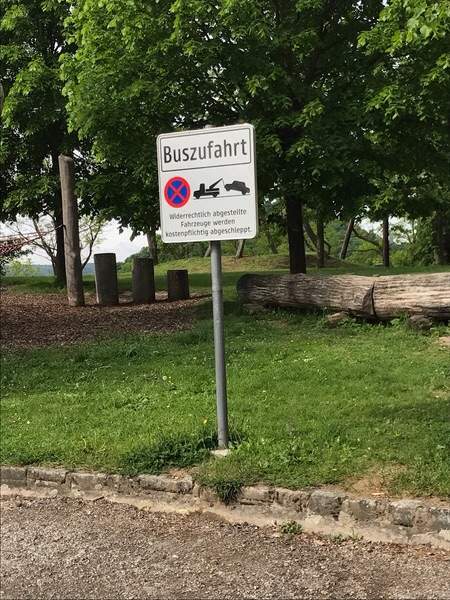 Buszufahrt
Widerrechtlich abgestellte
Fahrzeuge werden
kostenpflichtig abgeschleppt.